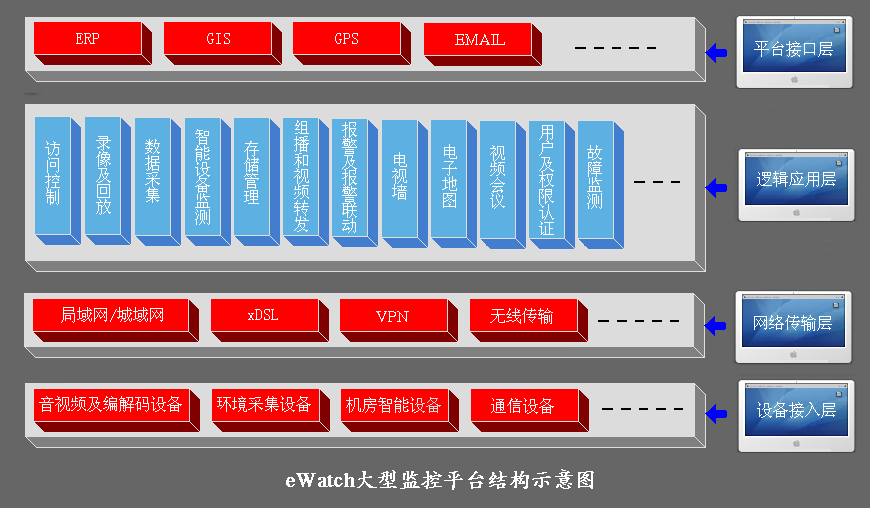 ERP
GIS
GPS
EMAIL
平台接口层
访问控制
录像及回放
数据采集
智能设备监测
存储管理
组播和视频转发
报警及报警联动
电视墙
电子地图
视频会议
用户及权限认证
故障监测
逻辑应用层
局域网/城域网
xDSL
VPN
无线传输
网络传输层
音视频及编解码设备
环境采集设备
机房智能设备
通信设备
设备接入层
eWatch大型监控平台结构示意图